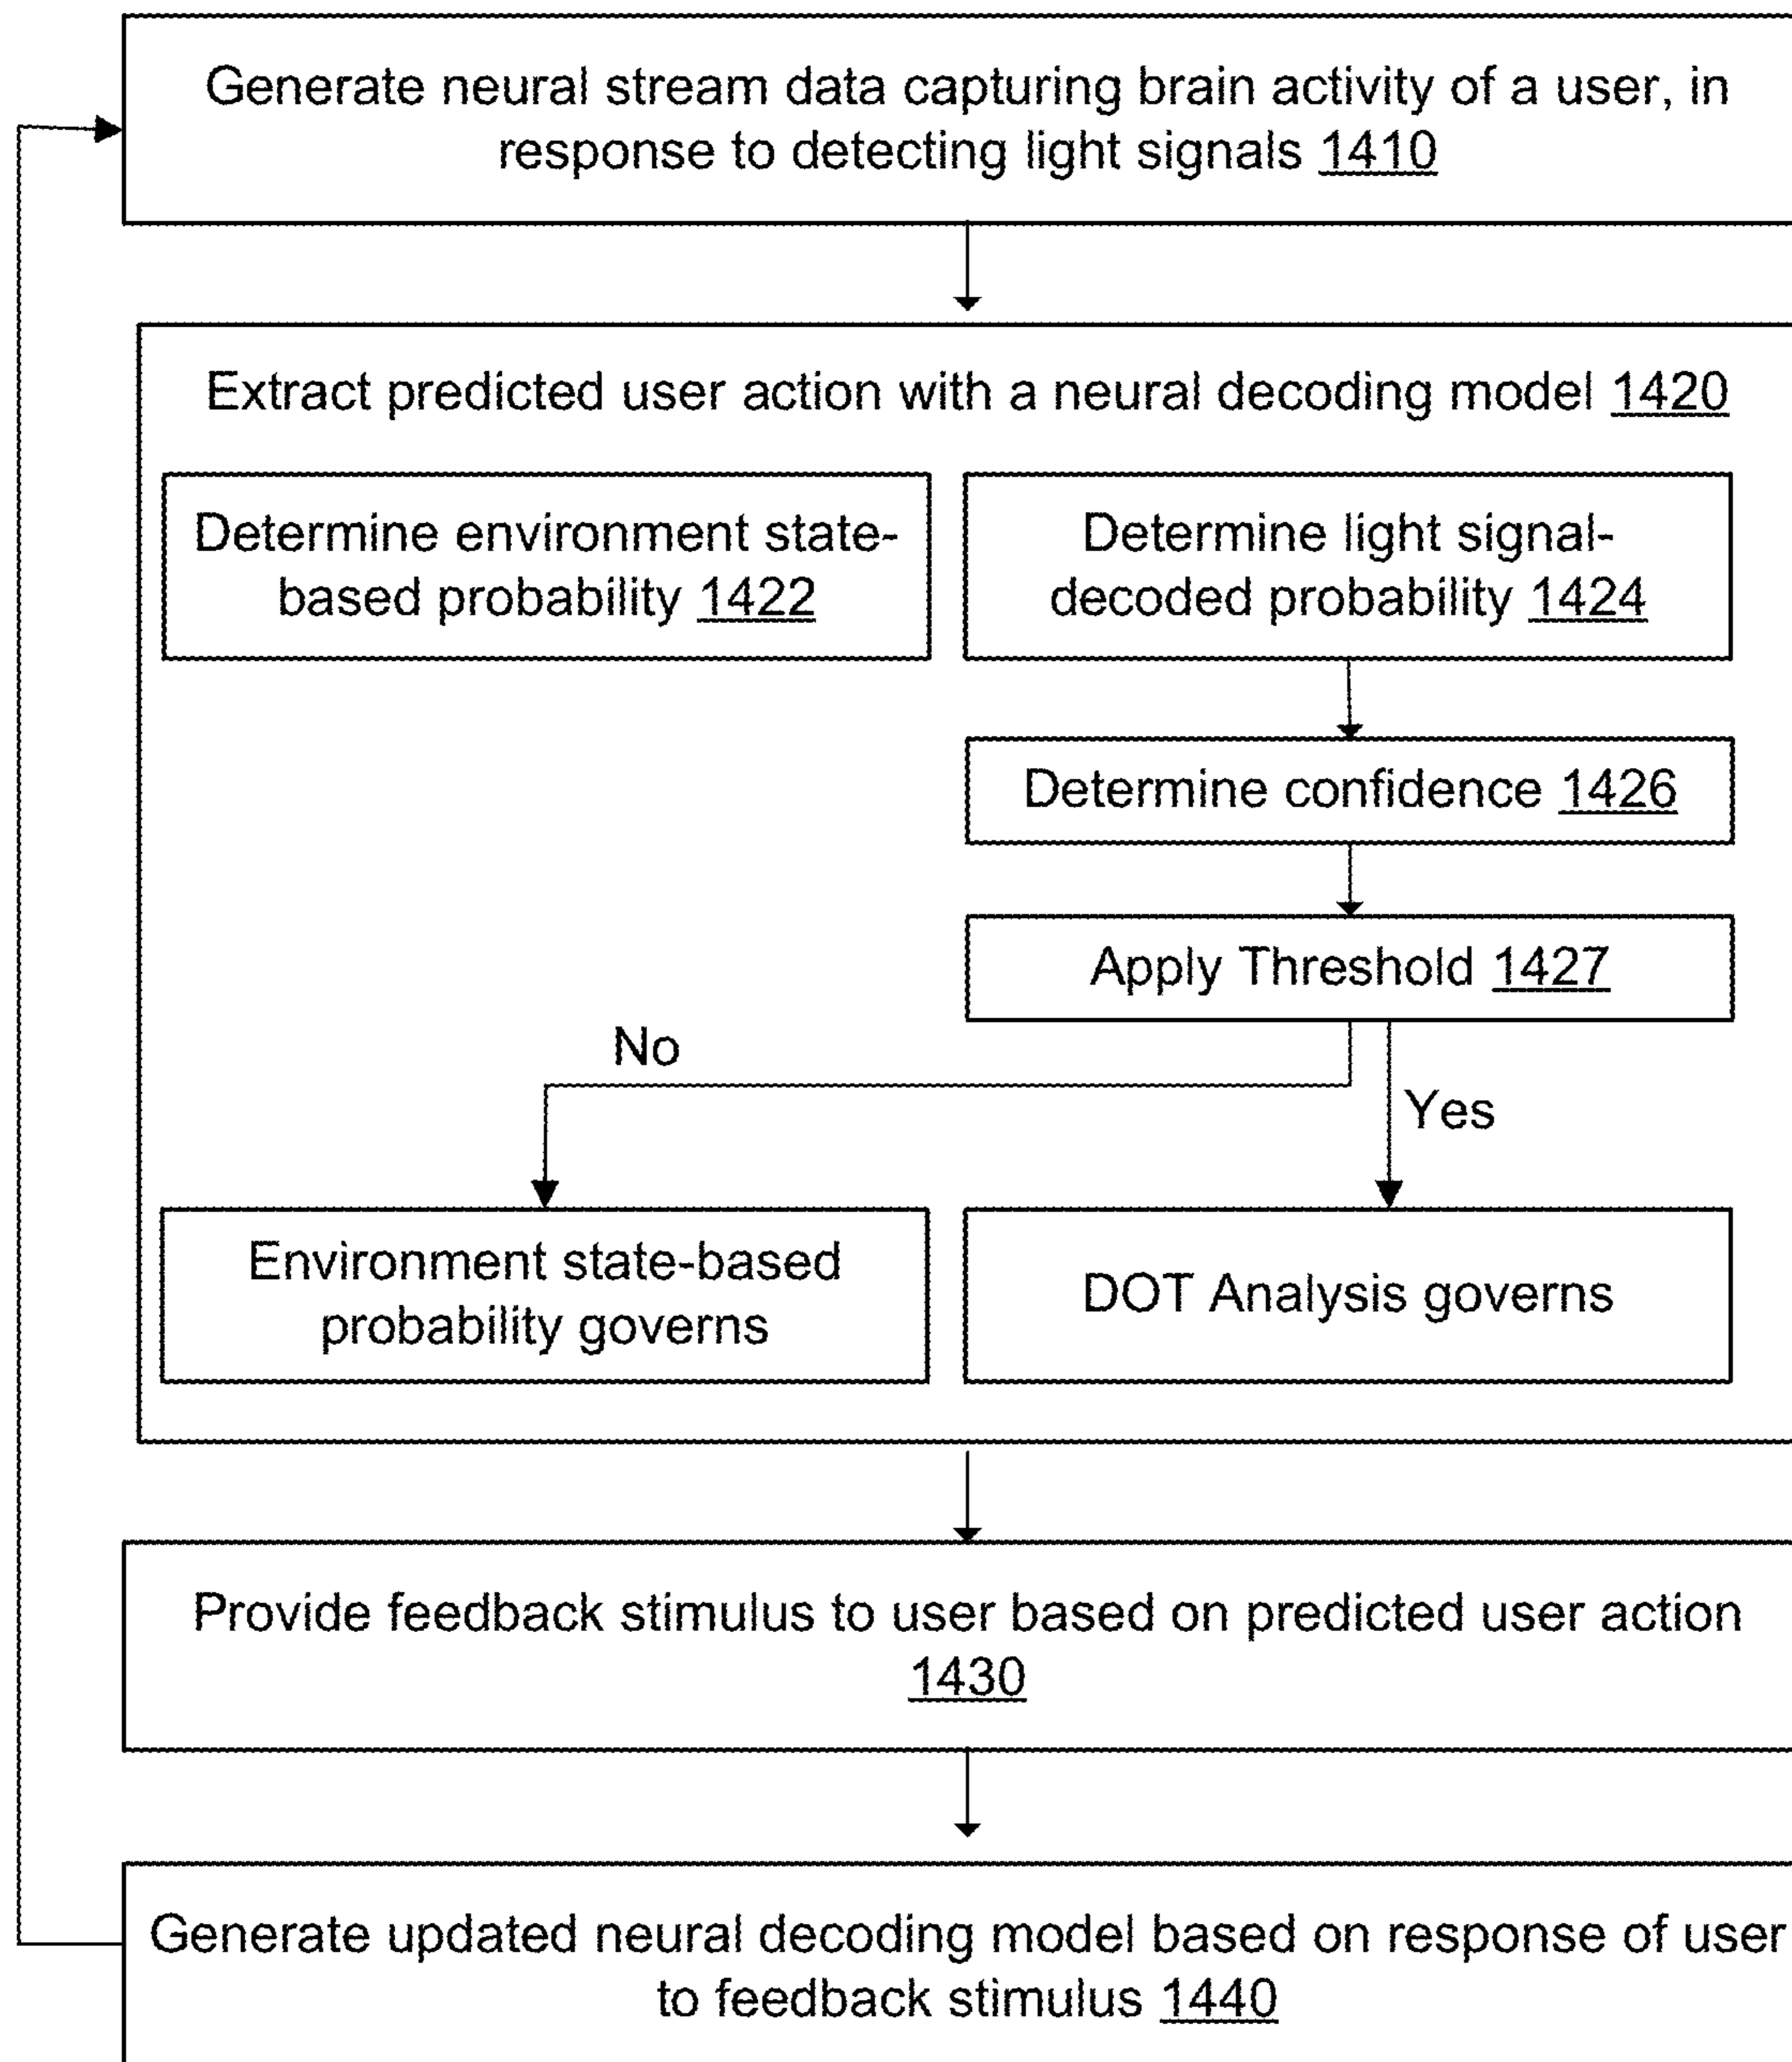 Generate neural stream data capturing brain activity of a user, in
response to detecting light signals 1410
Extract predicted user action with a neural decoding model 1420
Determine environment state-
based probability 1422
Determine light signal-
decoded probability 1424
Determine confidence 1426
Apply Threshold 1427
No
Yes
Environment state-based
probability governs
DOT Analysis governs
Provide feedback stimulus to user based on predicted user action
1430
Generate updated neural decoding model based on response of user
to feedback stimulus 1440